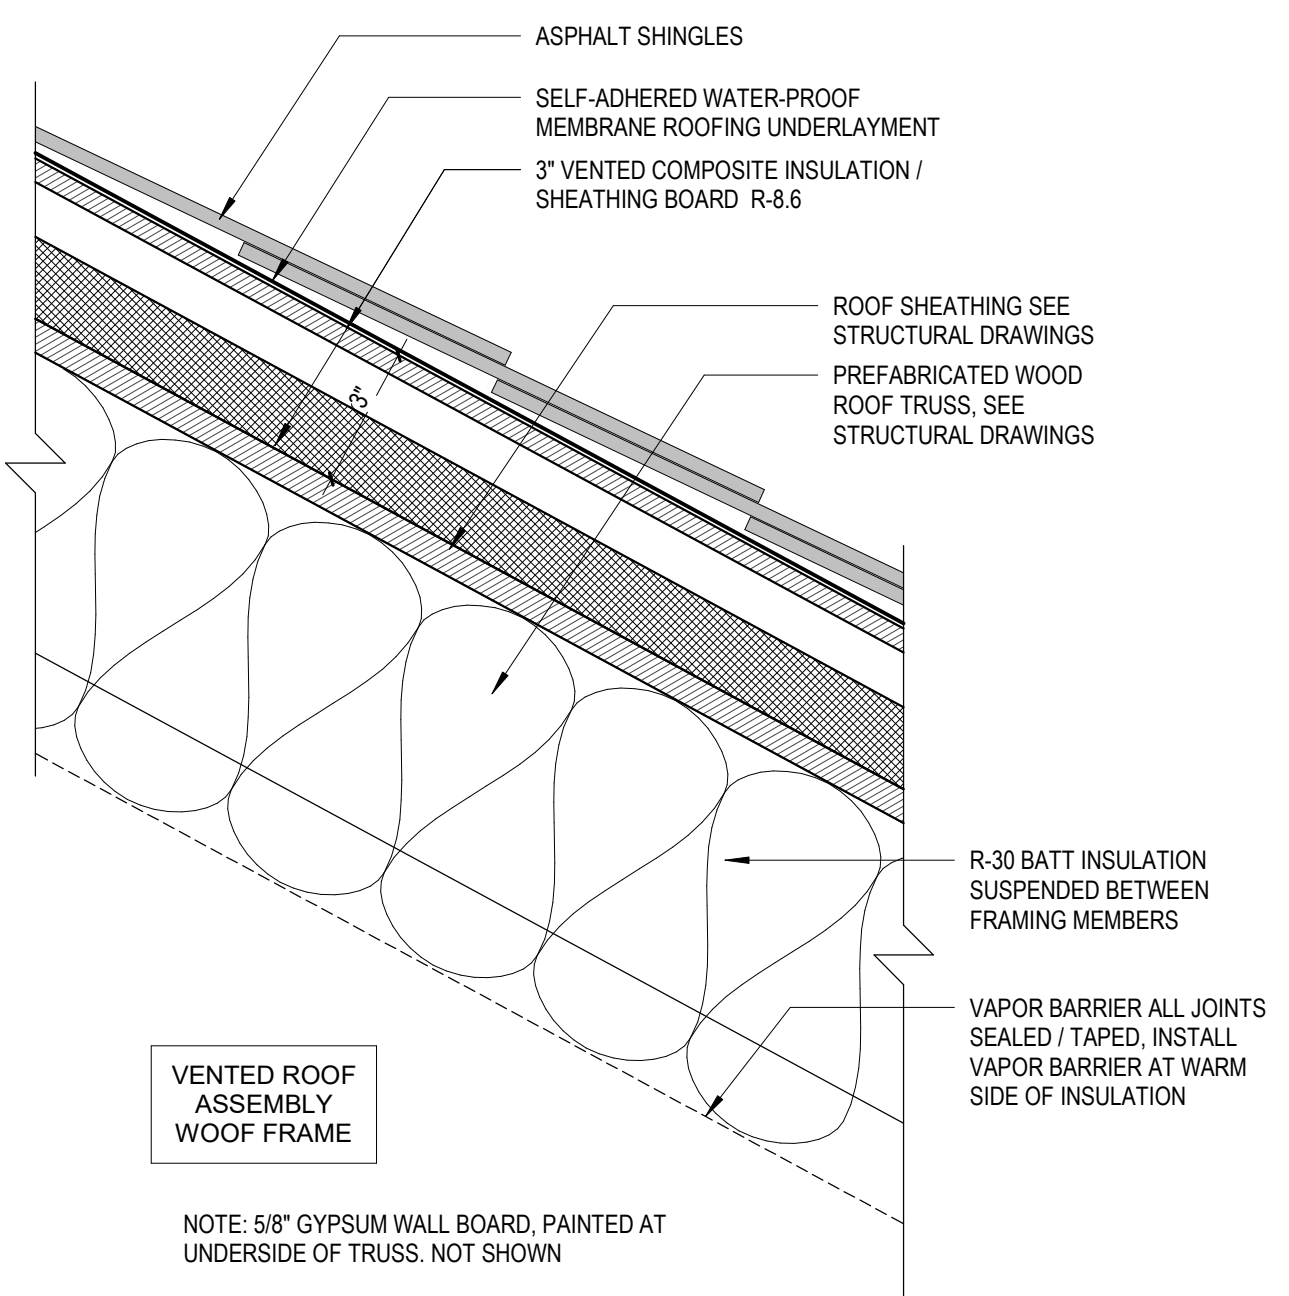 ASPHALT SHINGLES
SELF-ADHERED WATER-PROOF
MEMBRANE ROOFING UNDERLAYMENT
3" VENTED COMPOSITE INSULATION /
SHEATHING BOARD R-8.6
ROOF SHEATHING SEE
STRUCTURAL DRAWINGS
PREFABRICATED WOOD
ROOF TRUSS, SEE
STRUCTURAL DRAWINGS
3"
R-30 BATT INSULATION
SUSPENDED BETWEEN
FRAMING MEMBERS
VAPOR BARRIER ALL JOINTS
SEALED / TAPED, INSTALL
VAPOR BARRIER AT WARM
SIDE OF INSULATION
VENTED ROOF
ASSEMBLY
WOOF FRAME
NOTE: 5/8" GYPSUM WALL BOARD, PAINTED AT
UNDERSIDE OF TRUSS. NOT SHOWN